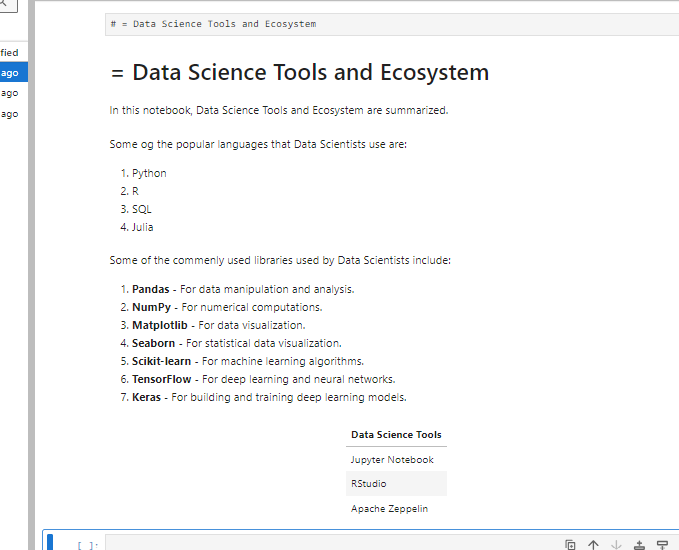 # = Data Science Tools and Ecosystem
fied
ago
ago
ago
= Data Science Tools and Ecosystem
In this notebook, Data Science Tools and Ecosystem are summarized.
Some og the popular languages that Data Scientists use are:
1. Python
2. R
3. SQL
4. Julia
Some of the commenly used libraries used by Data Scientists include:
1. Pandas - For data manipulation and analysis.
2. NumPy - For numerical computations.
3. Matplotlib - For data visualization.
4. Seaborn - For statistical data visualization.
5. Scikit-learn - For machine learning algorithms.
6. TensorFlow - For deep learning and neural networks.
7. Keras - For building and training deep learning models.
Data Science Tools
Jupyter Notebook
RStudio
Apache Zeppelin
[ ]: